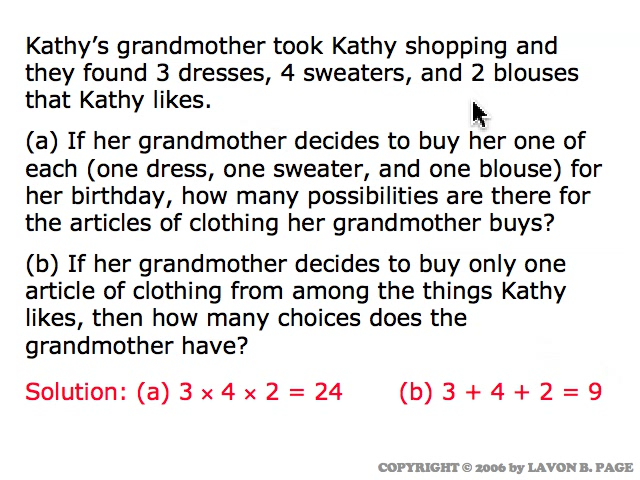 Kathy's grandmother took Kathy shopping and
they found 3 dresses, 4 sweaters, and 2 blouses
that Kathy likes.
(a) If her grandmother decides to buy her one of
each (one dress, one sweater, and one blouse) for
her birthday, how many possibilities are there for
the articles of clothing her grandmother buys?
(b) If her grandmother decides to buy only one
article of clothing from among the things Kathy
likes, then how many choices does the
grandmother have?
Solution: (a) 3 × 4 × 2 = 24 (b) 3 + 4 + 2 = 9
COPYRIGHT © 2006 by LAVON B. PAGE